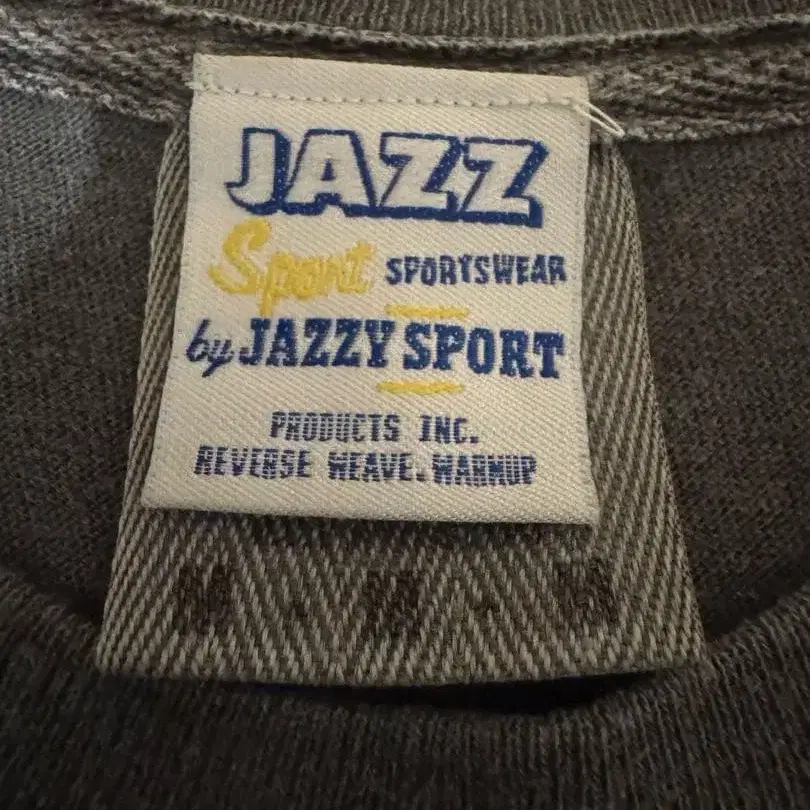 JAZZ
Sport SPORTSWEAR
by JAZZY SPORT
PRODUCTS INC.
REVERSE WEAVE.WARMUP